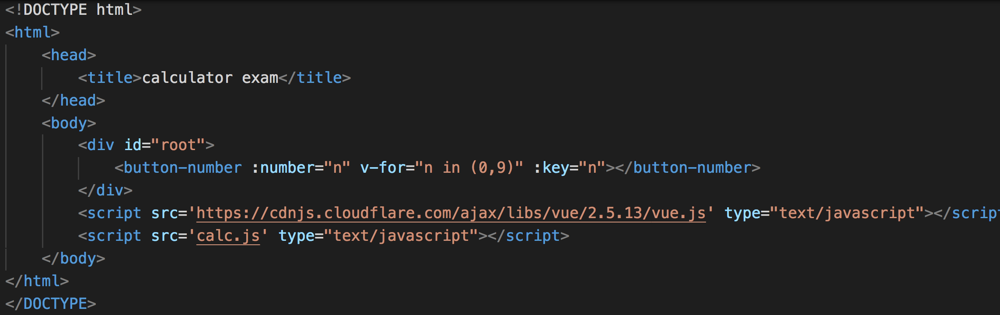 <!DOCTYPE html>
<html>
<head>
<title>calculator exam</title>
</head>
<body>
<div id="root">
<button-number :number="n" v-for="n in (0,9)" :key="n"></button-number>
</div>
<script src='https://cdnjs.cloudflare.com/ajax/libs/vue/2.5.13/vue.js' type="text/javascript"></script
<script src='calc.js' type="text/javascript"></script>
</body>
</html>
</DOCTYPE>